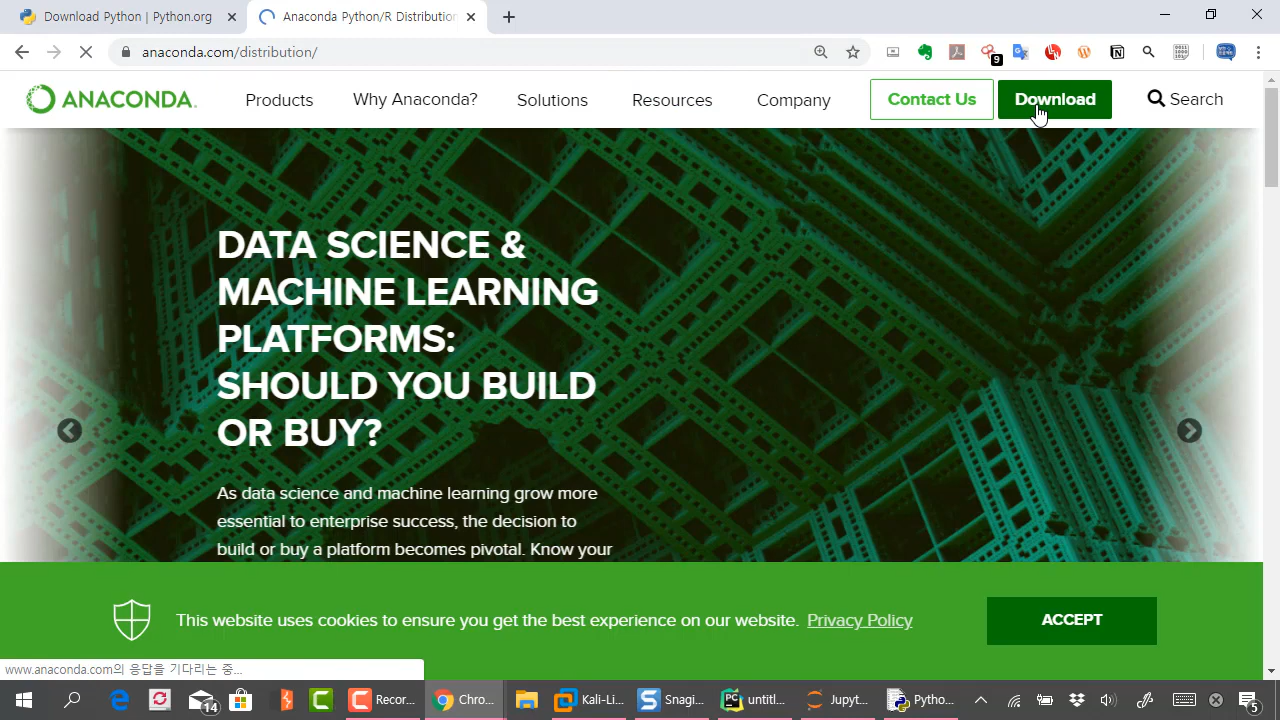 Download Python | Python.org
Anaconda Python/R Distribution
anaconda.com/distribution/
9
ANACONDA.
Products
Why Anaconda?
Solutions
Resources
Company
Contact Us
Download
Search
DATA SCIENCE &
MACHINE LEARNING
PLATFORMS:
SHOULD YOU BUILD
OR BUY?
As data science and machine learning grow more
essential to enterprise success, the decision to
build or buy a platform becomes pivotal. Know your
This website uses cookies to ensure you get the best experience on our website. Privacy Policy
ACCEPT
www.anaconda.com의 응답을 기다리는 중...
14
Recor...
Chro...
Kali-Li...
Snagi...
untitl...
Jupyt...
Pytho...
5